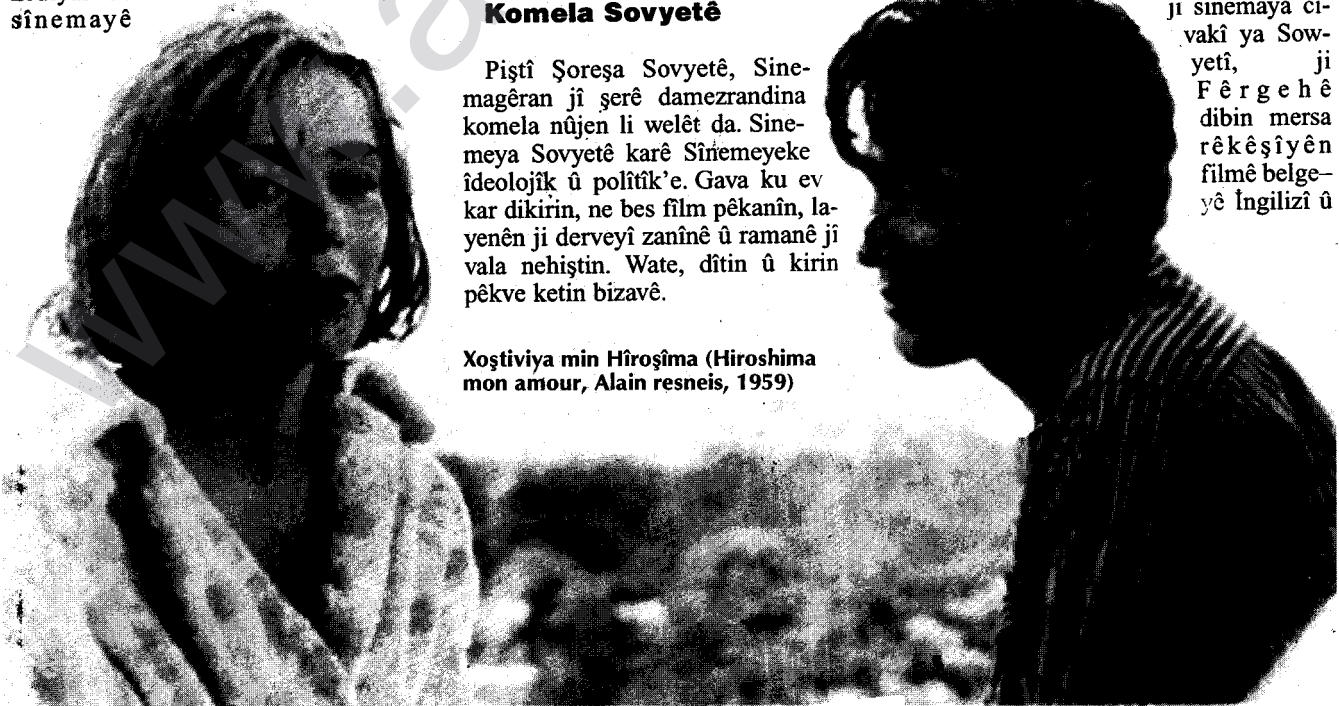 sînemayê
Komela Sovyetê
Piştî Şoreşa Sovyetê, Sine-
magêran jî şerê damezrandina
komela nûjen li welêt da. Sine-
meya Sovyetê karê Sînemeyeke
îdeolojîk û polîtîk’e. Gava ku ev
kar dikirin, ne bes fîlm pêkanîn, la-
yenên ji derveyî zanînê û ramanê jî
vala nehiştin. Wate, dîtin û kirin
pêkve ketin bizavê.
Xoştiviya min Hîroşîma (Hiroshima
mon amour, Alain resneis, 1959)
ji sinemaya ci-
vakî ya Sow-
yetî, ji
Fêrgehê
dibin mersa
rêkêşîyên
filmê belge–
yê İngilizî û
www.a